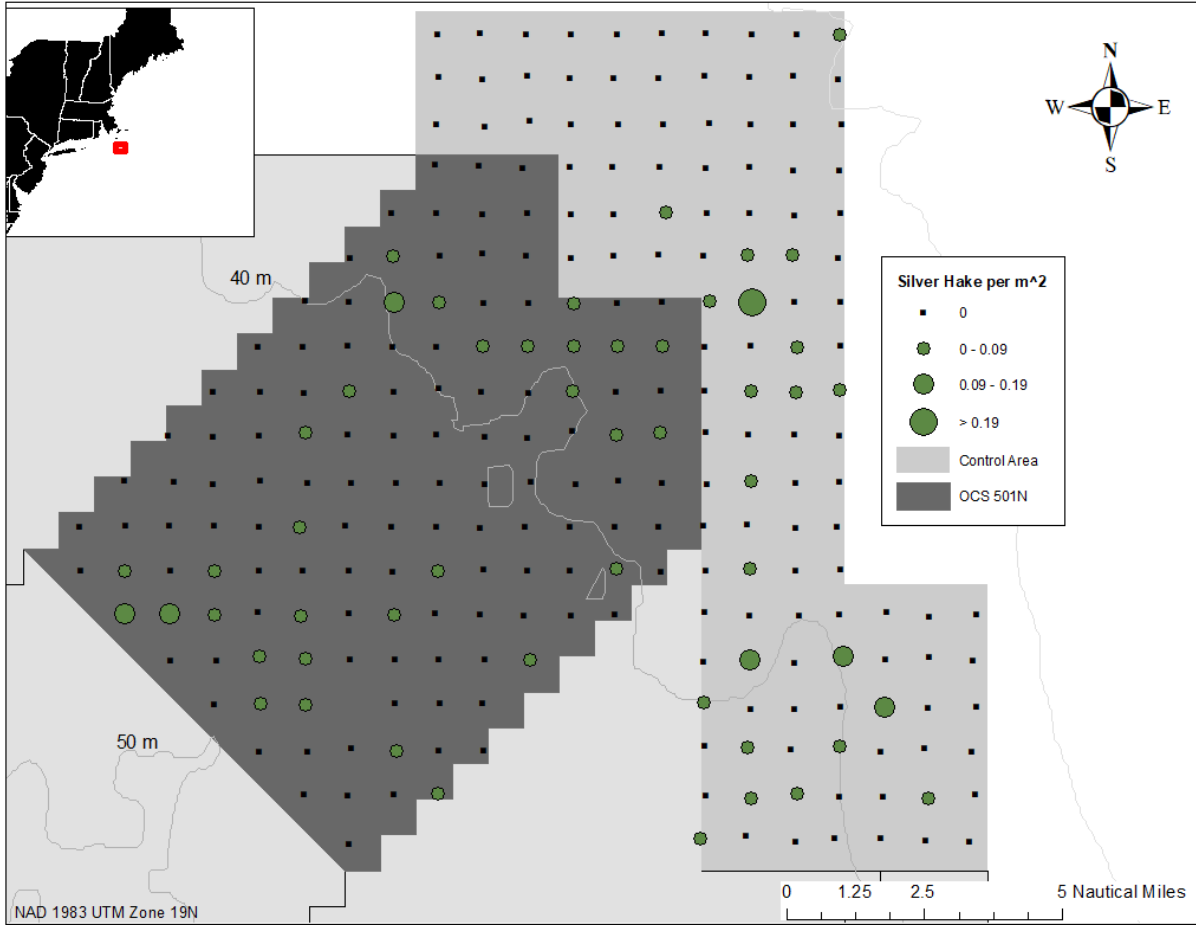 N
W E
S
40 m
Silver Hake per m^2
0
0 - 0.09
0.09 - 0.19
> 0.19
Control Area
OCS 501N
50 m
0 1.25 2.5 5 Nautical Miles
NAD 1983 UTM Zone 19N